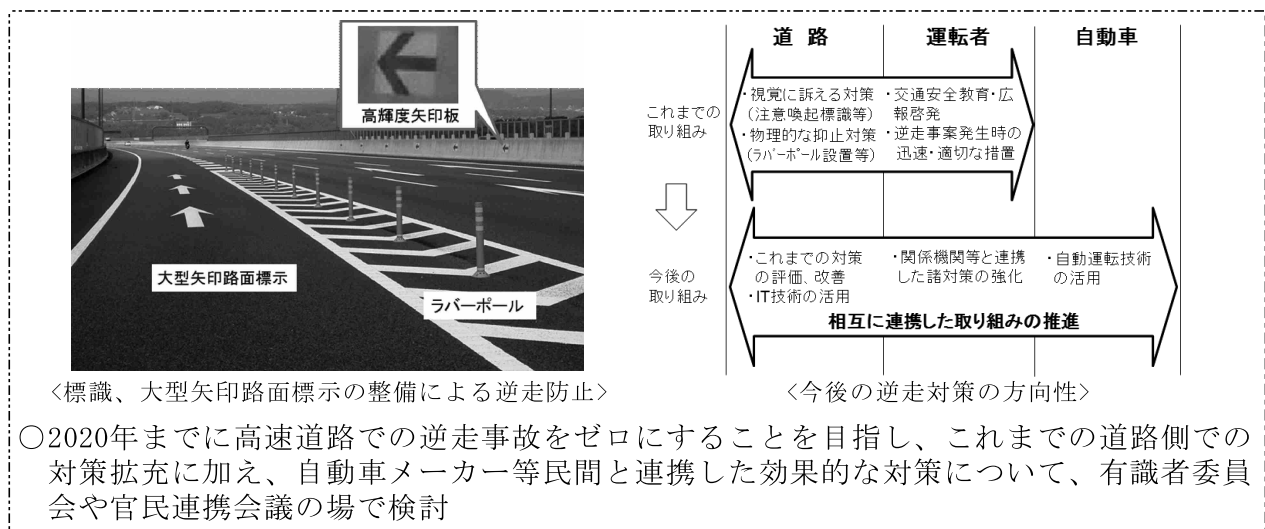 高輝度矢印板
大型矢印路面標示
ラバーポール
<標識、大型矢印路面標示の整備による逆走防止>
道 路
運転者
自動車
これまでの
取り組み
・視覚に訴える対策
(注意喚起標識等)
・物理的な抑止対策
(ラバーポール設置等)
・交通安全教育・広
報啓発
・逆走事案発生時の
迅速・適切な措置
今後の
取り組み
・これまでの対策
の評価、改善
・IT技術の活用
・関係機関等と連携
した諸対策の強化
・自動運転技術
の活用
相互に連携した取り組みの推進
<今後の逆走対策の方向性>
○2020年までに高速道路での逆走事故をゼロにすることを目指し、これまでの道路側での
対策拡充に加え、自動車メーカー等民間と連携した効果的な対策について、有識者委員
会や官民連携会議の場で検討